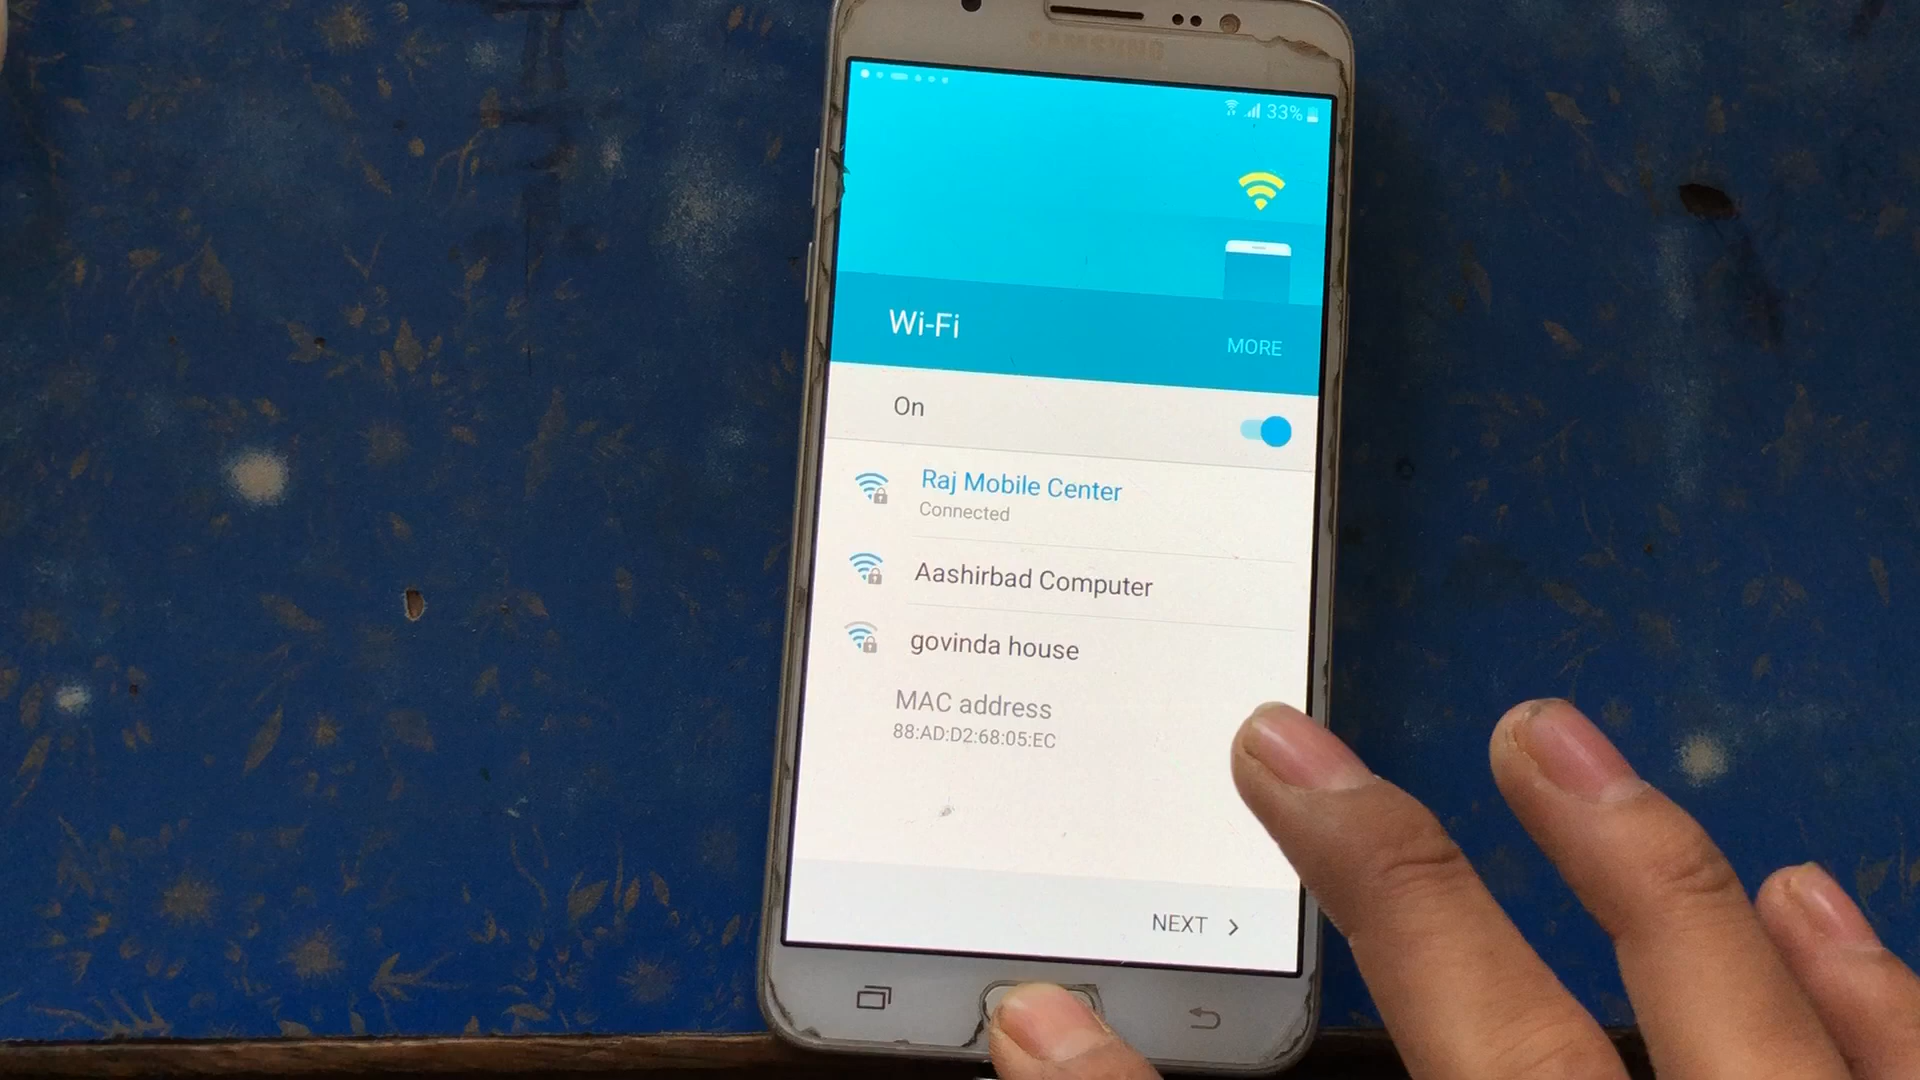 SAMSUNG
33%
Wi-Fi
MORE
On
Raj Mobile Center
Connected
Aashirbad Computer
govinda house
MAC address
88:AD:D2:68:05:EC
NEXT